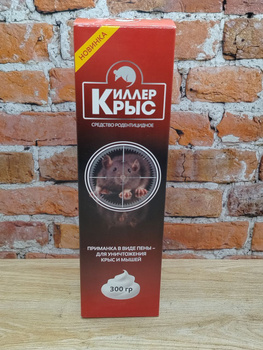 НОВИНКА
КИЛЛЕР
КРЫС
СРЕДСТВО РОДЕНТИЦИДНОЕ
ПРИМАНКА В ВИДЕ ПЕНЫ –
ДЛЯ УНИЧТОЖЕНИЯ
КРЫС И МЫШЕЙ
300 гр